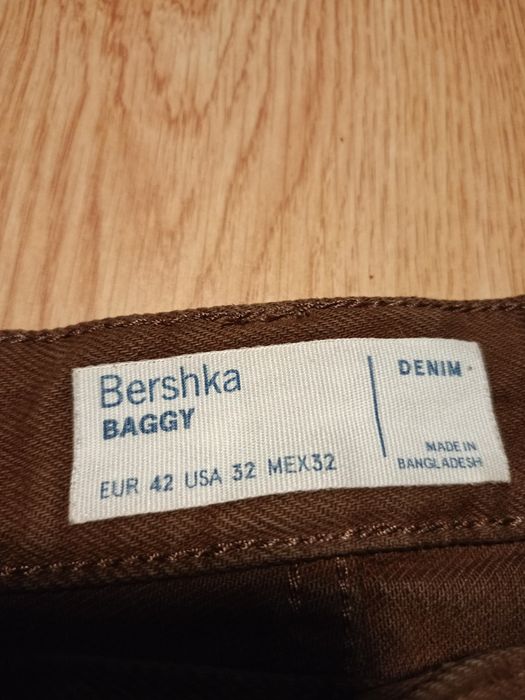 Bershka
BAGGY
EUR 42 USA 32 MEX32
DENIM
MADE IN
BANGLADESH